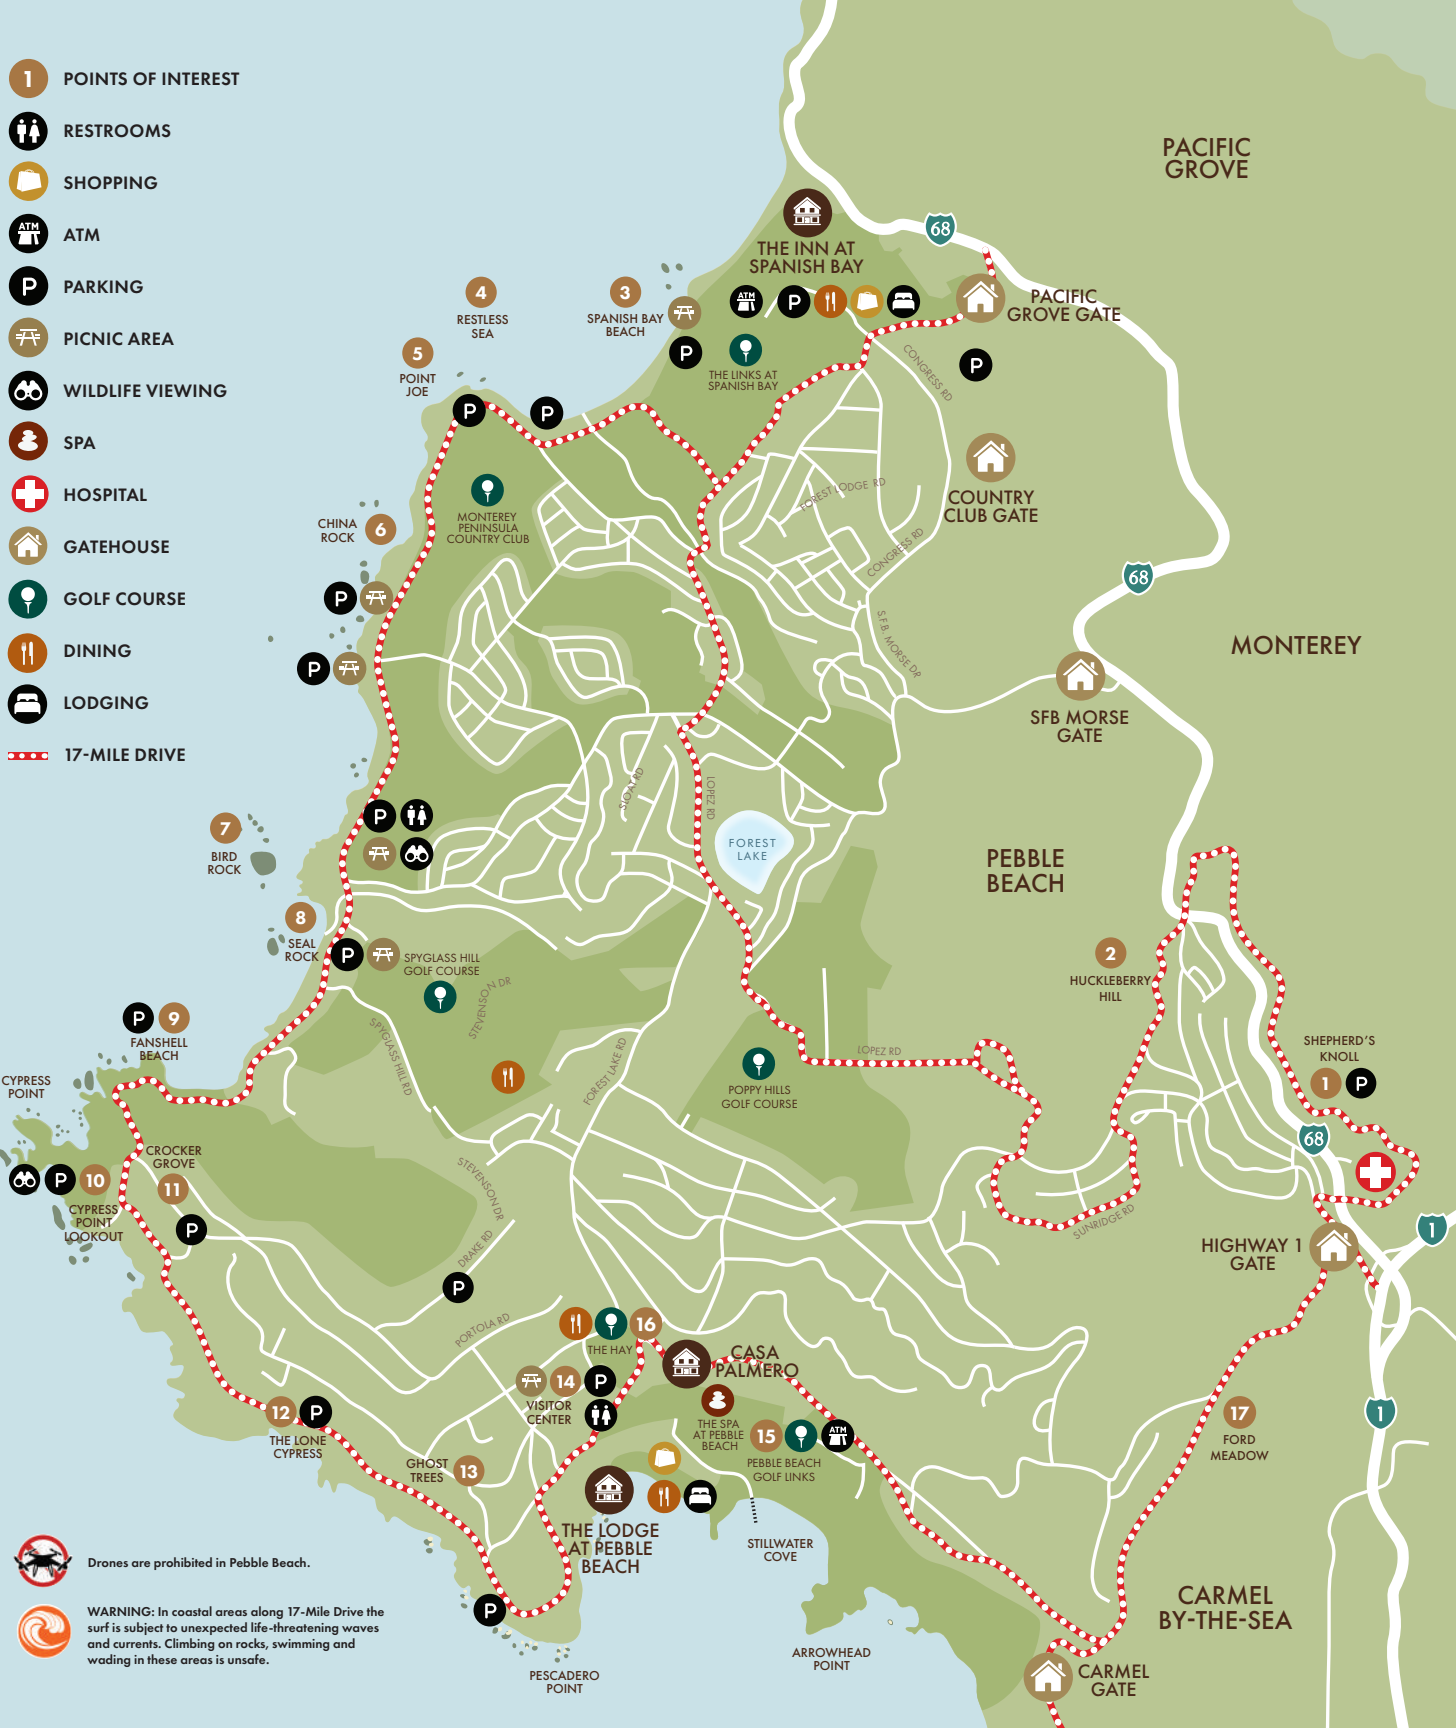 1 POINTS OF INTEREST
RESTROOMS
SHOPPING
ATM
ATM
P
PARKING
PICNIC AREA
WILDLIFE VIEWING
SPA
HOSPITAL
GATEHOUSE
GOLF COURSE
DINING
LODGING
17-MILE DRIVE
PACIFIC
GROVE
68
THE INN AT
SPANISH BAY
ATM
P
PACIFIC
GROVE GATE
P
4
RESTLESS
SEA
3
SPANISH BAY
BEACH
P
THE LINKS AT
SPANISH BAY
CONGRESS RD
5
POINT
JOE
P
P
MONTEREY
PENINSULA
COUNTRY CLUB
COUNTRY
CLUB GATE
FOREST LODGE RD
CONGRESS RD
CHINA
ROCK
6
P
P
68
S.F.B. MORSE DR
MONTEREY
SFB MORSE
GATE
SLOAT RD
LOPEZ RD
P
7
BIRD
ROCK
FOREST
LAKE
PEBBLE
BEACH
8
SEAL
ROCK
P
SPYGLASS HILL
GOLF COURSE
STEVENSON DR
2
HUCKLEBERRY
HILL
P
9
FANSHELL
BEACH
SPYGLASS HILL RD
FOREST LAKE RD
LOPEZ RD
POPPY HILLS
GOLF COURSE
SHEPHERD'S
KNOLL
1
P
CYPRESS
POINT
68
CROCKER
GROVE
11
P
10
CYPRESS
POINT
LOOKOUT
P
STEVENSON DR
DRAKE RD
P
SUNRIDGE RD
HIGHWAY 1
GATE
1
PORTOLA RD
16
THE HAY
CASA
PALMERO
14
P
VISITOR
CENTER
THE SPA
AT PEBBLE
BEACH
15
ATM
PEBBLE BEACH
GOLF LINKS
12
P
THE LONE
CYPRESS
GHOST
TREES
13
17
FORD
MEADOW
1
THE LODGE
AT PEBBLE
BEACH
STILLWATER
COVE
P
PESCADERO
POINT
ARROWHEAD
POINT
CARMEL
BY-THE-SEA
CARMEL
GATE
Drones are prohibited in Pebble Beach.
WARNING: In coastal areas along 17-Mile Drive the
surf is subject to unexpected life-threatening waves
and currents. Climbing on rocks, swimming and
wading in these areas is unsafe.